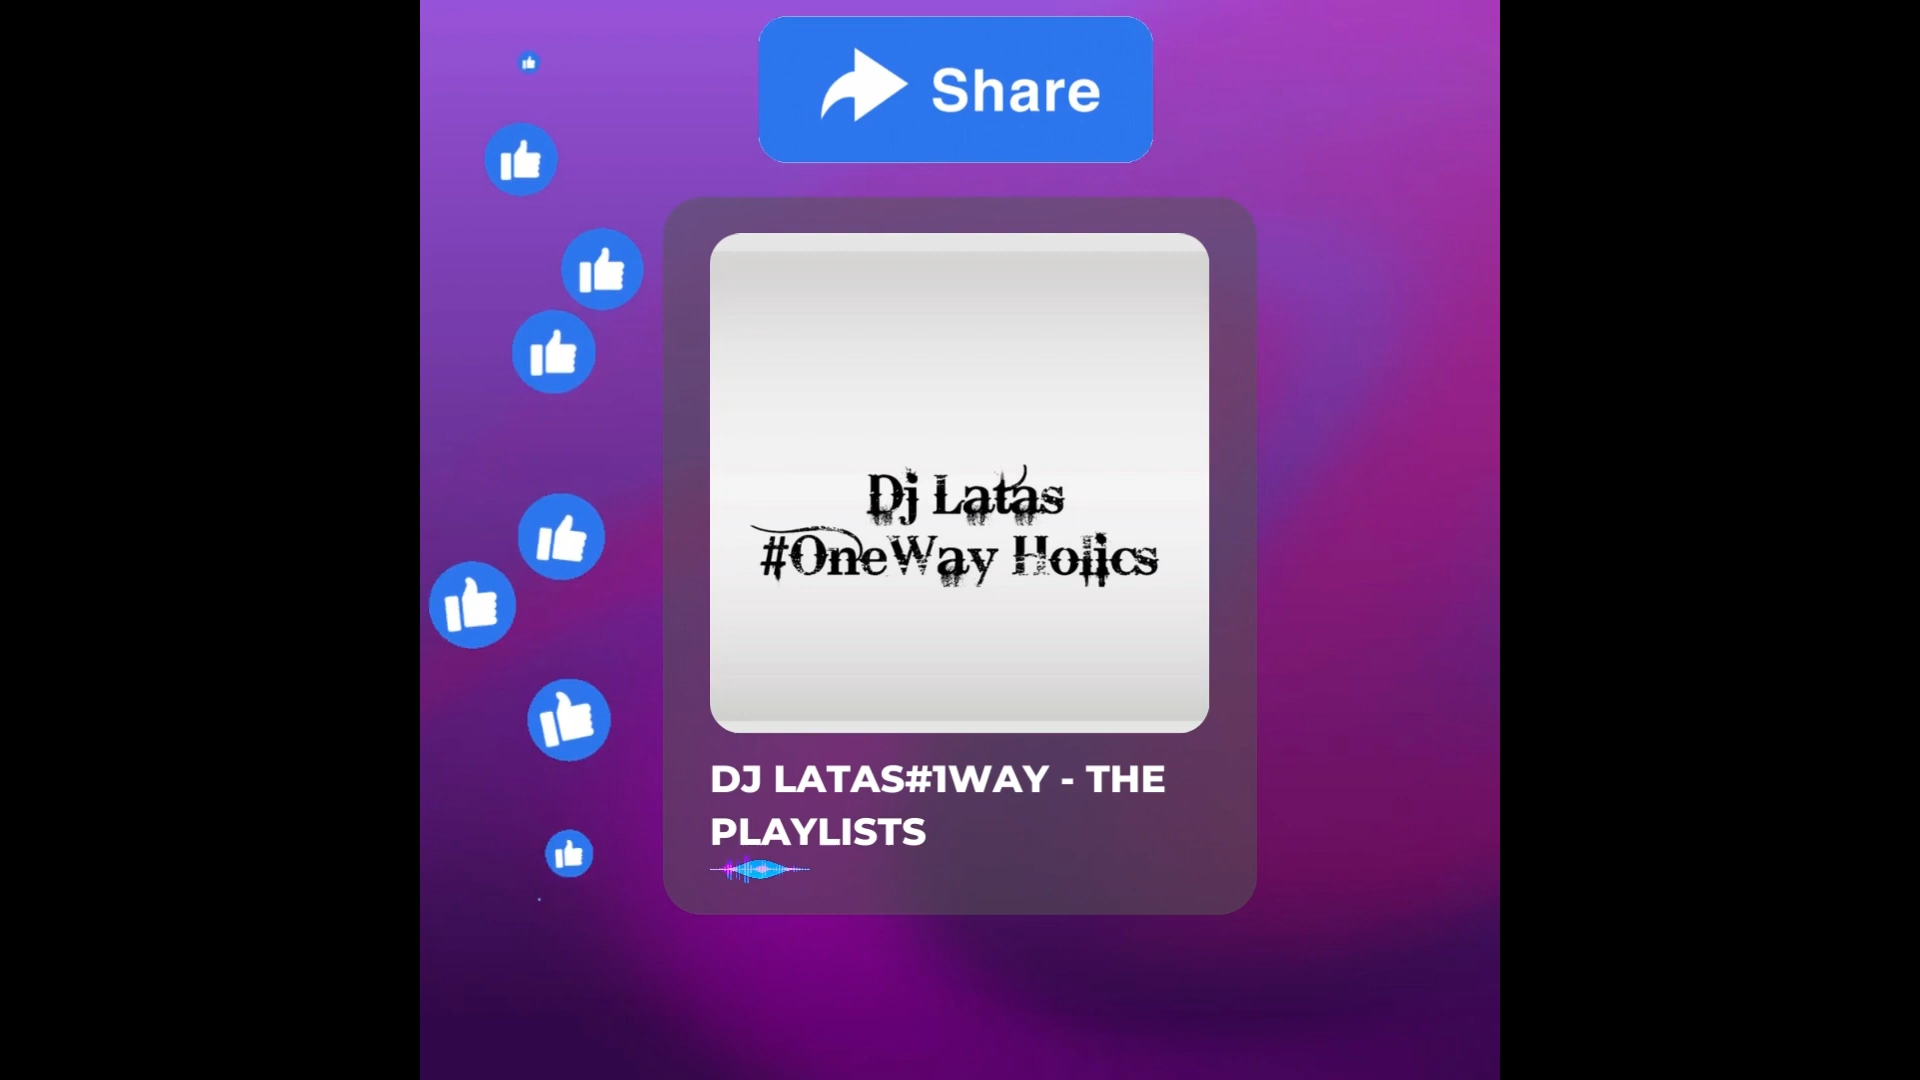 Share
Dj Latas
#OneWay Holics
DJ LATAS#1WAY - THE
PLAYLISTS